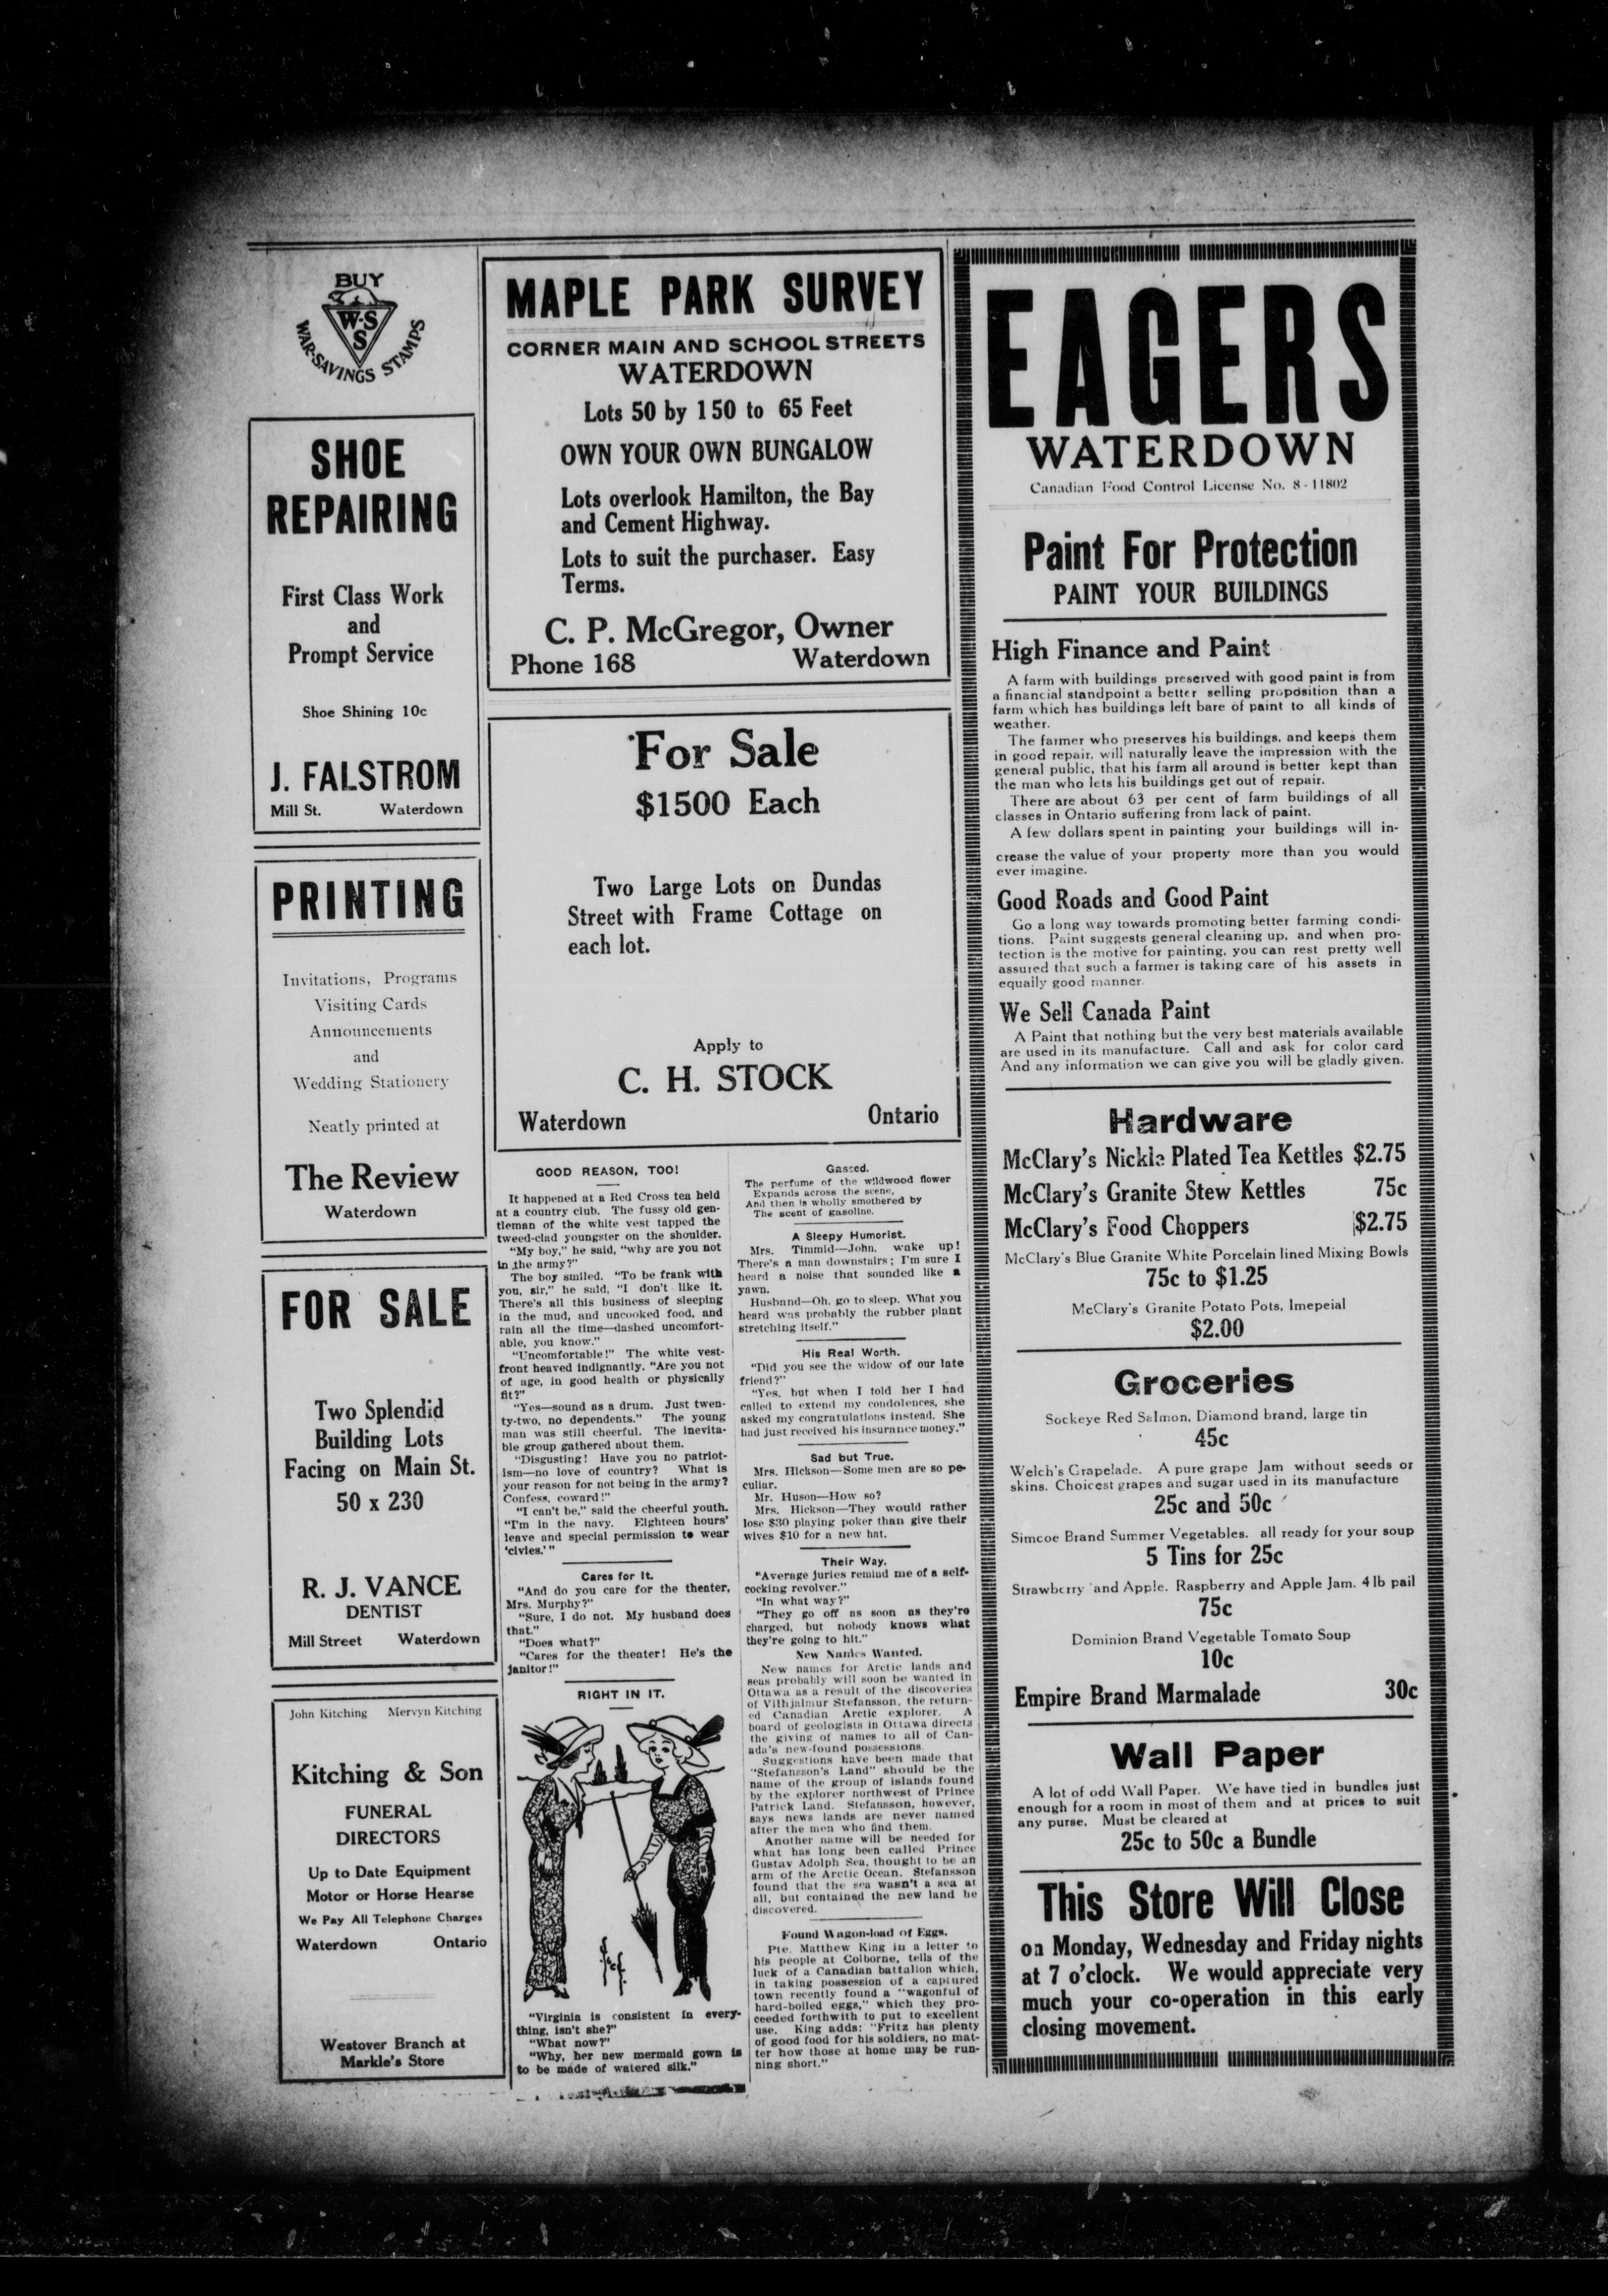 BUY
W·S
S
WAR-SAVINGS STAMPS
SHOE
REPAIRING
First Class Work
and
Prompt Service
Shoe Shining 10c
J. FALSTROM
Mill St. Waterdown
PRINTING
Invitations, Programs
Visiting Cards
Announcements
and
Wedding Stationery
Neatly printed at
The Review
Waterdown
FOR SALE
Two Splendid
Building Lots
Facing on Main St.
50 x 230
R. J. VANCE
DENTIST
Mill Street Waterdown
John Kitching Mervyn Kitching
Kitching & Son
FUNERAL
DIRECTORS
Up to Date Equipment
Motor or Horse Hearse
We Pay All Telephone Charges
Waterdown Ontario
Westover Branch at
Markle's Store
MAPLE PARK SURVEY
CORNER MAIN AND SCHOOL STREETS
WATERDOWN
Lots 50 by 150 to 65 Feet
OWN YOUR OWN BUNGALOW
Lots overlook Hamilton, the Bay
and Cement Highway.
Lots to suit the purchaser. Easy
Terms.
C. P. McGregor, Owner
Phone 168 Waterdown
For Sale
$1500 Each
Two Large Lots on Dundas
Street with Frame Cottage on
each lot.
Apply to
C. H. STOCK
Waterdown Ontario
GOOD REASON, TOO!
It happened at a Red Cross tea held
at a country club. The fussy old gen-
tleman of the white vest tapped the
tweed-clad youngster on the shoulder.
"My boy," he said, "why are you not
in the army?"
The boy smiled. "To be frank with
you, sir," he said, "I don't like it.
There's all this business of sleeping
in the mud, and uncooked food, and
rain all the time—dashed uncomfort-
able, you know."
"Uncomfortable!" The white vest-
front heaved indignantly. "Are you not
of age, in good health or physically
fit?"
"Yes—sound as a drum. Just twen-
ty-two, no dependents." The young
man was still cheerful. The inevita-
ble group gathered about them.
"Disgusting! Have you no patriot-
ism—no love of country? What is
your reason for not being in the army?
Confess, coward!"
"I can't be," said the cheerful youth.
"I'm in the navy. Eighteen hours'
leave and special permission to wear
'civies.'"
Cares for It.
"And do you care for the theater,
Mrs. Murphy?"
"Sure, I do not. My husband does
that."
"Does what?"
"Cares for the theater! He's the
janitor!"
RIGHT IN IT.
"Virginia is consistent in every-
thing, isn't she?"
"What now?"
"Why, her new mermaid gown is
to be made of watered silk."
Gassed.
The perfume of the wildwood flower
Expands across the scene,
And then is wholly smothered by
The scent of gasoline.
A Sleepy Humorist.
Mrs. Timmid—John, wake up!
There's a man downstairs; I'm sure I
heard a noise that sounded like a
yawn.
Husband—Oh, go to sleep. What you
heard was probably the rubber plant
stretching itself."
His Real Worth.
"Did you see the widow of our late
friend?"
"Yes, but when I told her I had
called to extend my condolences, she
asked my congratulations instead. She
had just received his insurance money."
Sad but True.
Mrs. Hickson—Some men are so pe-
culiar.
Mr. Huson—How so?
Mrs. Hickson—They would rather
lose $30 playing poker than give their
wives $10 for a new hat.
Their Way.
"Average juries remind me of a self-
cocking revolver."
"In what way?"
"They go off as soon as they're
charged, but nobody knows what
they're going to hit."
New Names Wanted.
New names for Arctic lands and
seas probably will soon be wanted in
Ottawa as a result of the discoveries
of Vilhjalmur Stefansson, the return-
ed Canadian Arctic explorer. A
board of geologists in Ottawa directs
the giving of names to all of Can-
ada's new-found possessions.
Suggestions have been made that
"Stefansson's Land" should be the
name of the group of islands found
by the explorer northwest of Prince
Patrick Land. Stefansson, however,
says news lands are never named
after the men who find them.
Another name will be needed for
what has long been called Prince
Gustav Adolph Sea, thought to be an
arm of the Arctic Ocean. Stefansson
found that the sea wasn't a sea at
all, but contained the new land he
discovered.
Found Wagon-load of Eggs.
Pte. Matthew King in a letter to
his people at Colborne, tells of the
luck of a Canadian battalion which,
in taking possession of a captured
town recently found a "wagonful of
hard-boiled eggs," which they pro-
ceeded forthwith to put to excellent
use. King adds: "Fritz has plenty
of good food for his soldiers, no mat-
ter how those at home may be run-
ning short."
EAGERS
WATERDOWN
Canadian Food Control License No. 8-11802
Paint For Protection
PAINT YOUR BUILDINGS
High Finance and Paint
A farm with buildings preserved with good paint is from
a financial standpoint a better selling proposition than a
farm which has buildings left bare of paint to all kinds of
weather.
The farmer who preserves his buildings, and keeps them
in good repair, will naturally leave the impression with the
general public, that his farm all around is better kept than
the man who lets his buildings get out of repair.
There are about 63 per cent of farm buildings of all
classes in Ontario suffering from lack of paint.
A few dollars spent in painting your buildings will in-
crease the value of your property more than you would
ever imagine.
Good Roads and Good Paint
Go a long way towards promoting better farming condi-
tions. Paint suggests general cleaning up, and when pro-
tection is the motive for painting, you can rest pretty well
assured that such a farmer is taking care of his assets in
equally good manner.
We Sell Canada Paint
A Paint that nothing but the very best materials available
are used in its manufacture. Call and ask for color card
And any information we can give you will be gladly given.
Hardware
McClary's Nickle Plated Tea Kettles $2.75
McClary's Granite Stew Kettles 75c
McClary's Food Choppers $2.75
McClary's Blue Granite White Porcelain lined Mixing Bowls
75c to $1.25
McClary's Granite Potato Pots, Imepeial
$2.00
Groceries
Sockeye Red Salmon, Diamond brand, large tin
45c
Welch's Grapelade. A pure grape Jam without seeds or
skins. Choicest grapes and sugar used in its manufacture
25c and 50c
Simcoe Brand Summer Vegetables. all ready for your soup
5 Tins for 25c
Strawberry and Apple. Raspberry and Apple Jam. 4 lb pail
75c
Dominion Brand Vegetable Tomato Soup
10c
Empire Brand Marmalade 30c
Wall Paper
A lot of odd Wall Paper. We have tied in bundles just
enough for a room in most of them and at prices to suit
any purse. Must be cleared at
25c to 50c a Bundle
This Store Will Close
on Monday, Wednesday and Friday nights
at 7 o'clock. We would appreciate very
much your co-operation in this early
closing movement.